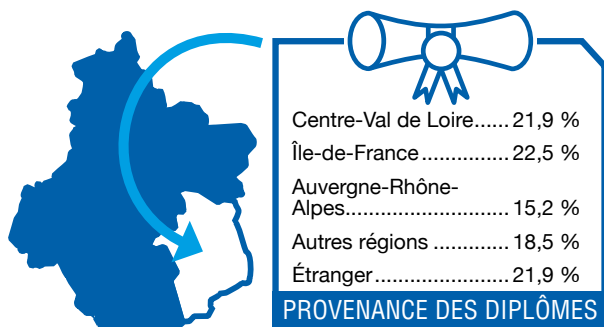 Centre-Val de Loire...... 21,9 %
Île-de-France............... 22,5 %
Auvergne-Rhône-
Alpes............................ 15,2 %
Autres régions ............. 18,5 %
Étranger....................... 21,9 %
PROVENANCE DES DIPLÔMES